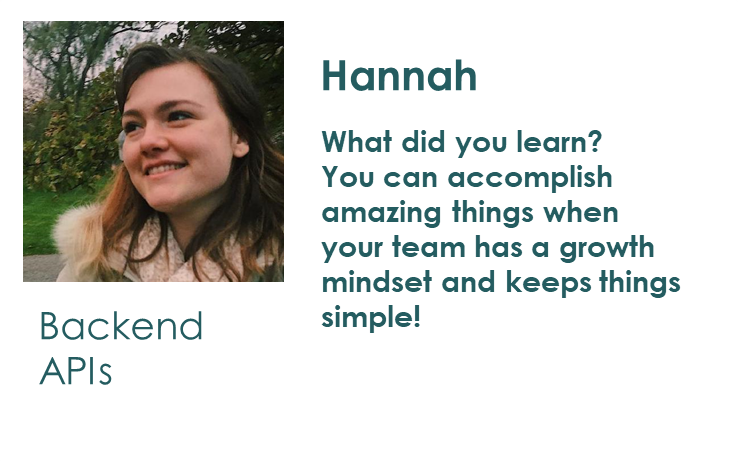 Hannah
What did you learn?
You can accomplish
amazing things when
your team has a growth
mindset and keeps things
simple!
Backend
APIs